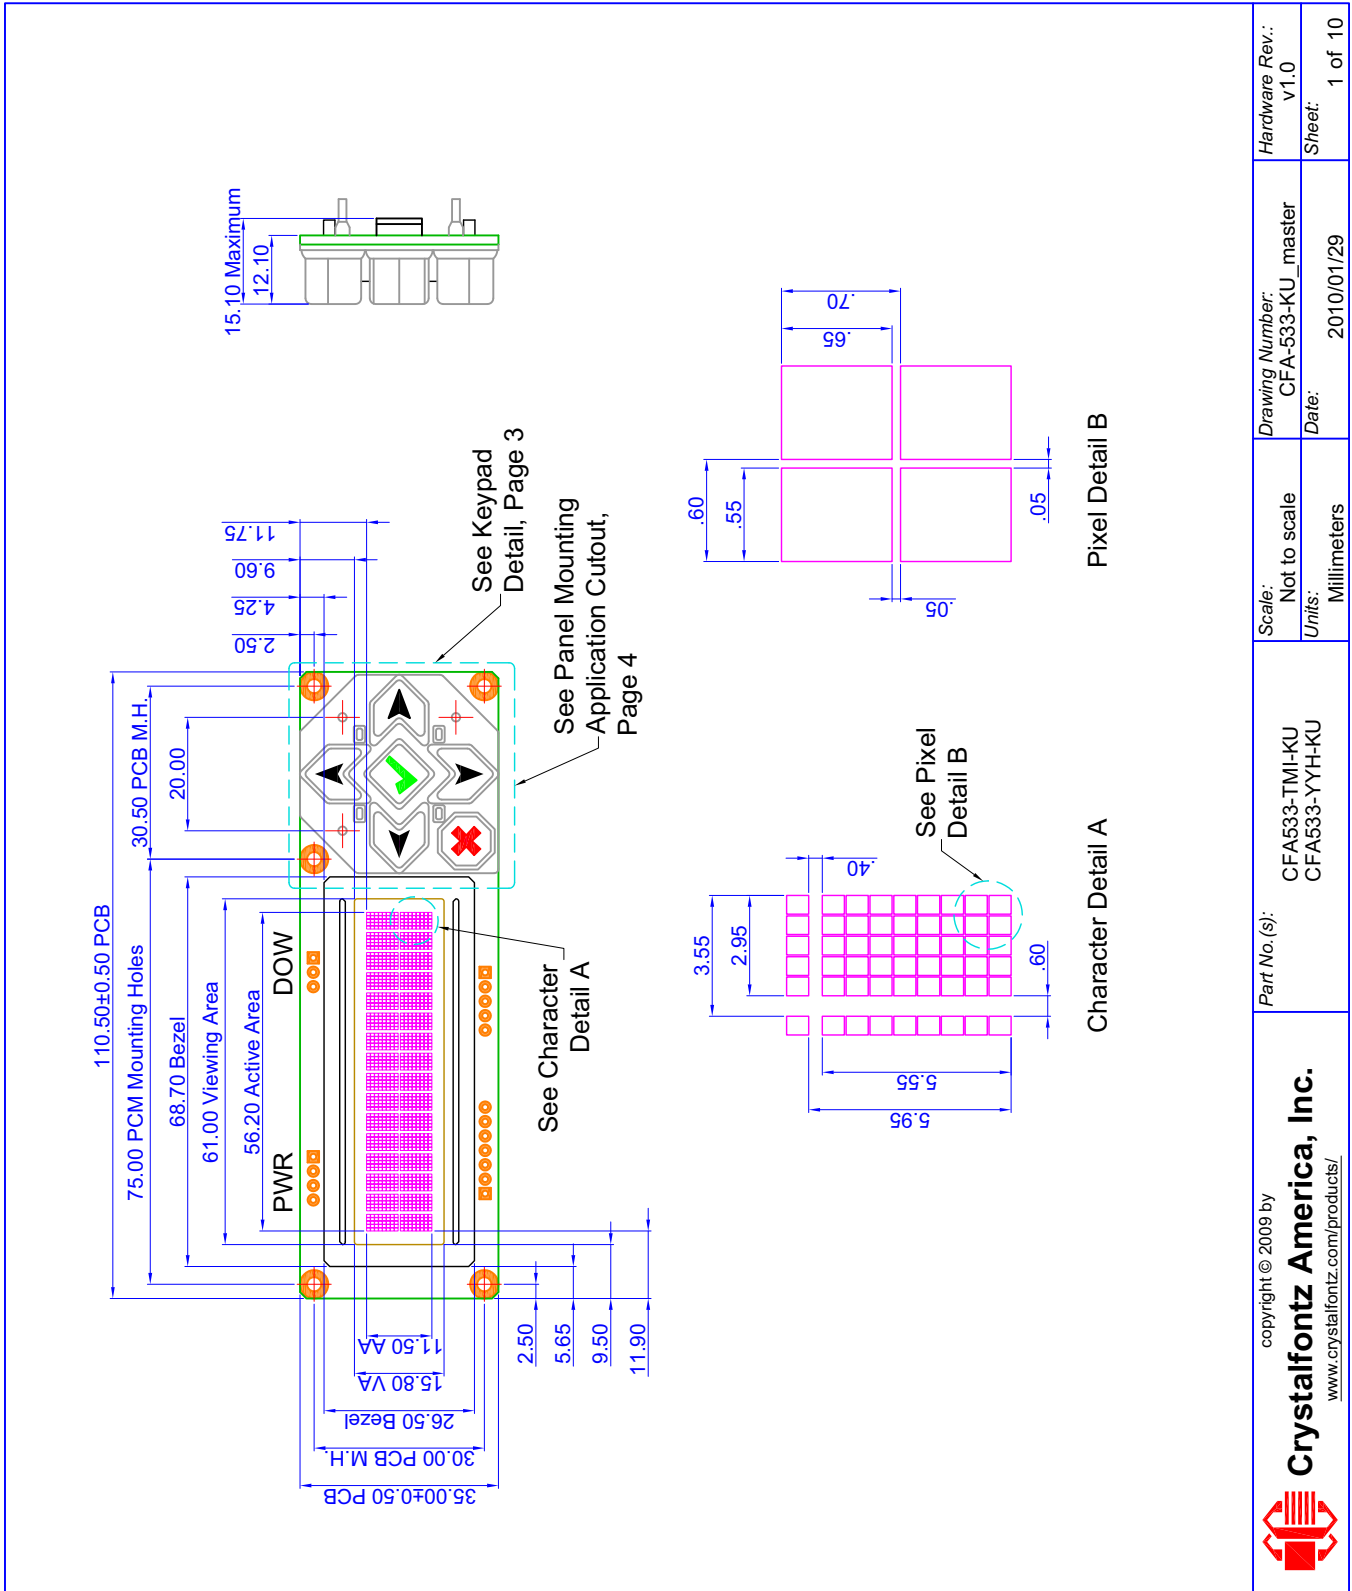 110.50±0.50 PCB
75.00 PCM Mounting Holes
30.50 PCB M.H.
68.70 Bezel
20.00
61.00 Viewing Area
56.20 Active Area
PWR
DOW
2.50
4.25
9.60
11.75
15.10 Maximum
12.10
35.00±0.50 PCB
30.00 PCB M.H.
26.50 Bezel
15.80 VA
11.50 AA
2.50
5.65
9.50
11.90
See Character
Detail A
See Keypad
Detail, Page 3
See Panel Mounting
Application Cutout,
Page 4
3.55
2.95
.40
.60
5.55
5.95
See Pixel
Detail B
Character Detail A
.60
.55
.70
.65
.05
.05
Pixel Detail B
copyright © 2009 by
Crystalfontz America, Inc.
www.crystalfontz.com/products/
Part No.(s):
CFA533-TMI-KU
CFA533-YYH-KU
Scale:
Not to scale
Units:
Millimeters
Drawing Number:
CFA-533-KU_master
Date:
2010/01/29
Hardware Rev.:
v1.0
Sheet:
1 of 10